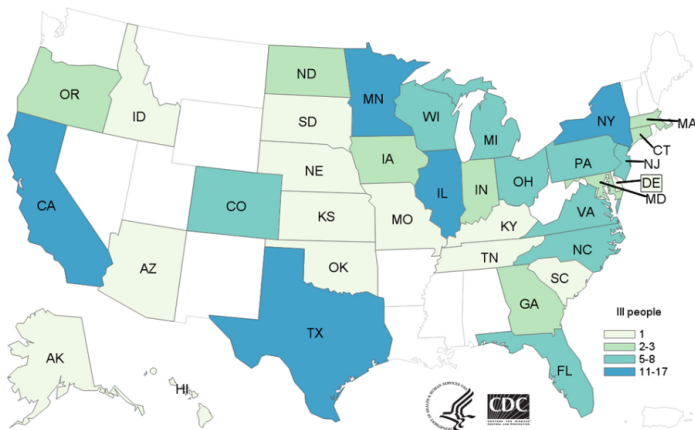 ND
MN
OR
ID
SD
WI
MI
NY
MA
CT
NJ
NE
IA
IL
IN
OH
PA
DE
MD
CA
CO
KS
MO
KY
VA
AZ
OK
TN
NC
SC
TX
GA
FL
AK
HI
Ill people
1
2-3
5-8
11-17
CDC